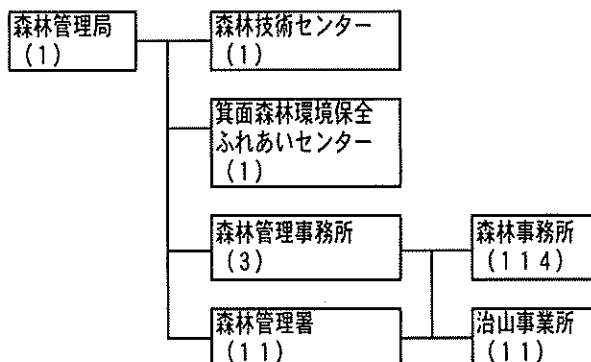 森林管理局
(1)
森林技術センター
(1)
箕面森林環境保全
ふれあいセンター
(1)
森林管理事務所
(3)
森林事務所
(114)
森林管理署
(11)
治山事業所
(11)